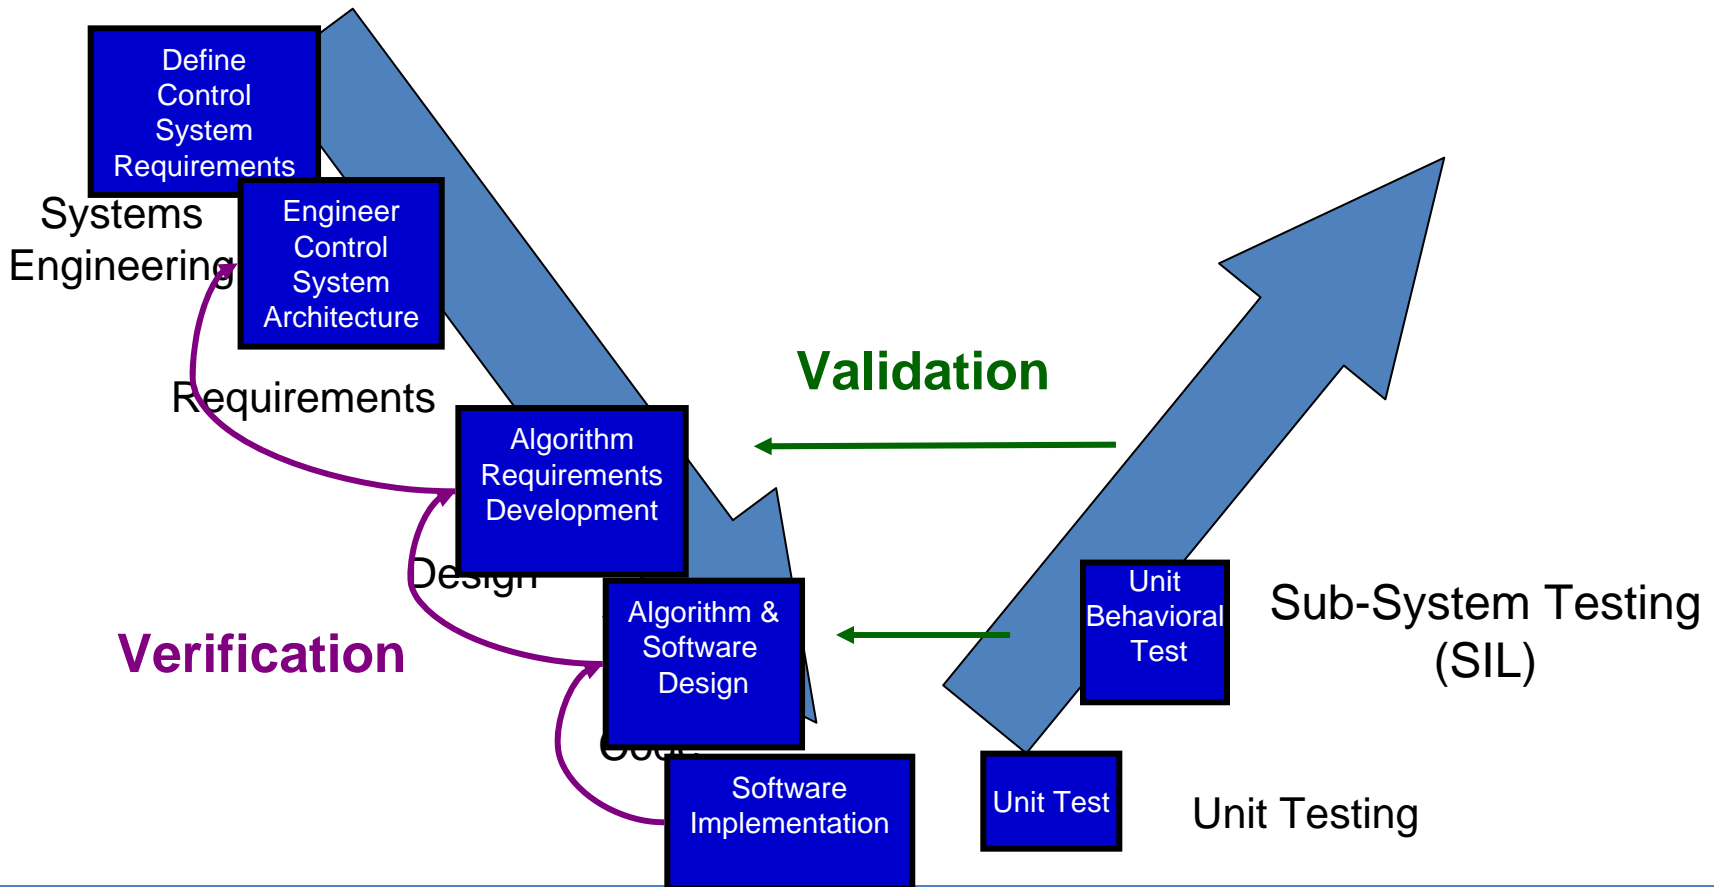 Define
Control
System
Requirements
Systems
Engineering
Engineer
Control
System
Architecture
Requirements
Validation
Algorithm
Requirements
Development
Design
Verification
Algorithm &
Software
Design
Software
Implementation
Unit
Behavioral
Test
Sub-System Testing
(SIL)
Unit Test
Unit Testing